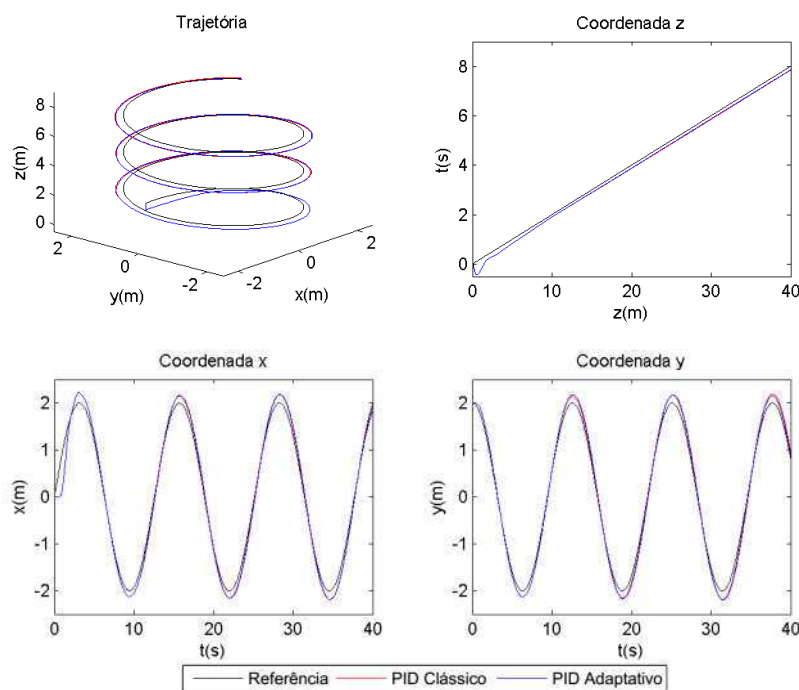 Trajetória
z(m)
8
6
4
2
0
2
0
-2
y(m)
-2
0
2
x(m)
Coordenada z
t(s)
8
6
4
2
0
0
10
20
30
40
z(m)
Coordenada x
x(m)
2
1
0
-1
-2
0
10
20
30
40
t(s)
Coordenada y
y(m)
2
1
0
-1
-2
0
10
20
30
40
t(s)
Referência PID Clássico PID Adaptativo